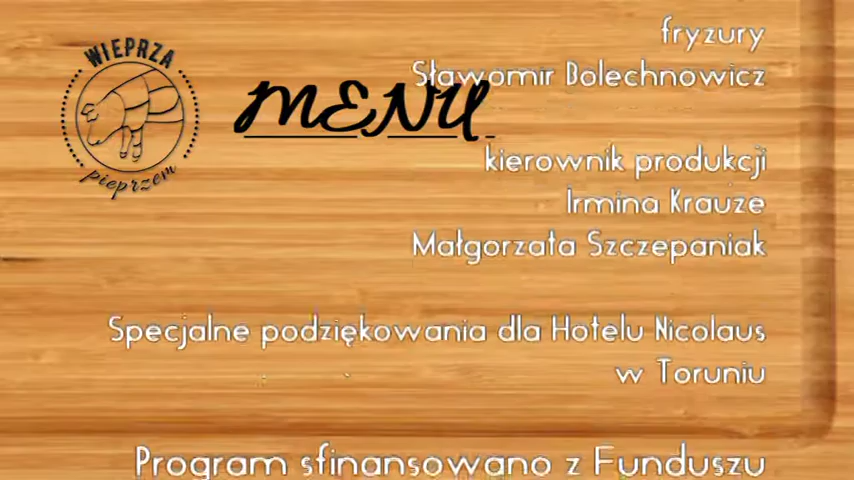 WIEPRZA
pieprzem
MENU
fryzury
Sławomir Bolechnowicz
kierownik produkcji
Irmina Krauze
Małgorzata Szczepaniak
Specjalne podziękowania dla Hotelu Nicolaus
w Toruniu
Program sfinansowano z Funduszu